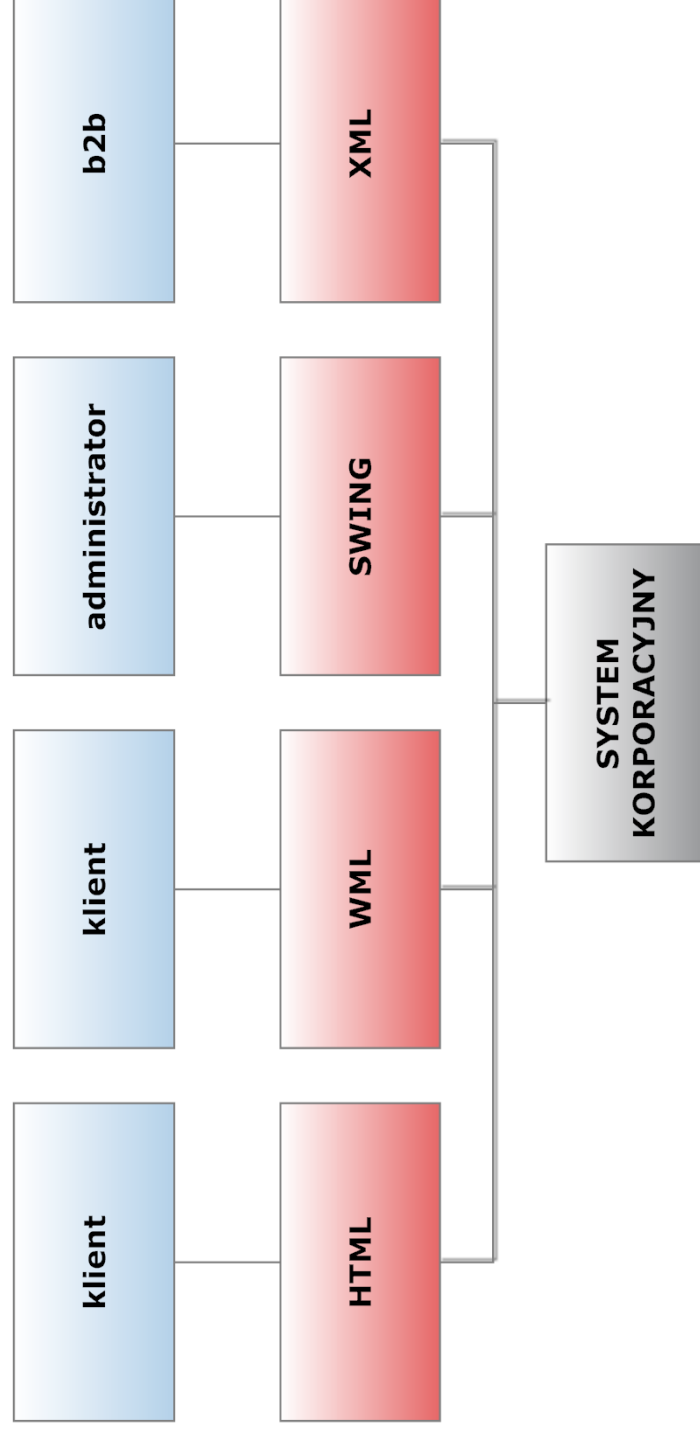 klient
klient
administrator
b2b
HTML
WML
SWING
XML
SYSTEM
KORPORACYJNY